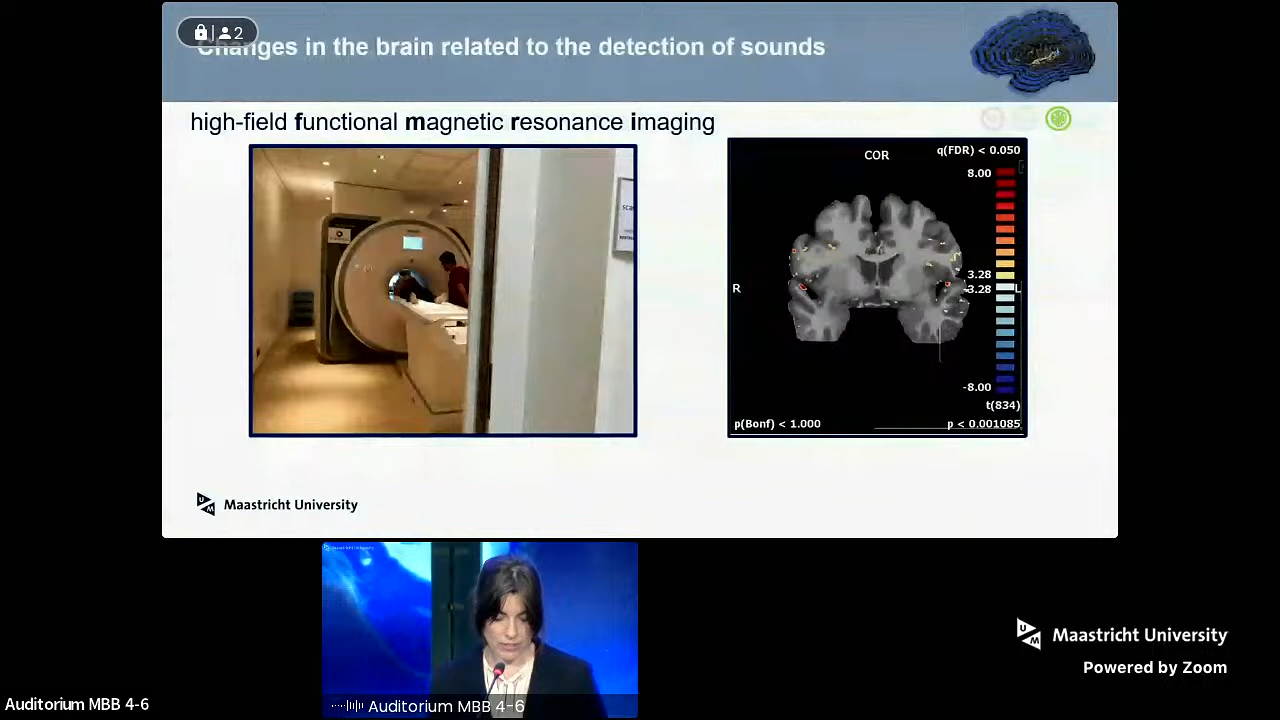 2
Changes in the brain related to the detection of sounds
high-field functional magnetic resonance imaging
COR
q(FDR) < 0.050
8.00
3.28
-3.28
R
L
-8.00
t(834)
p(Bonf) < 1.000
p < 0.001085
Maastricht University
Maastricht University
Powered by Zoom
Auditorium MBB 4-6
Auditorium MBB 4-6